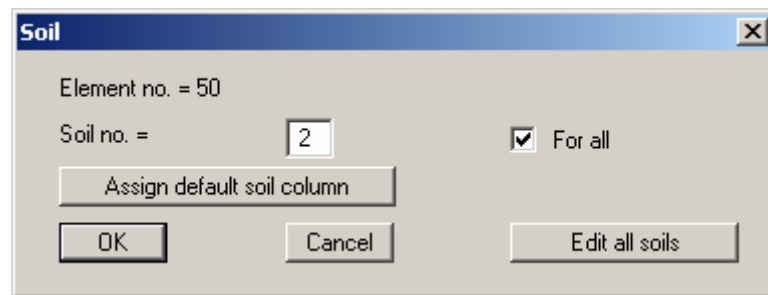 Soil
Element no. = 50
Soil no. = 2 For all
Assign default soil column
OK Cancel Edit all soils